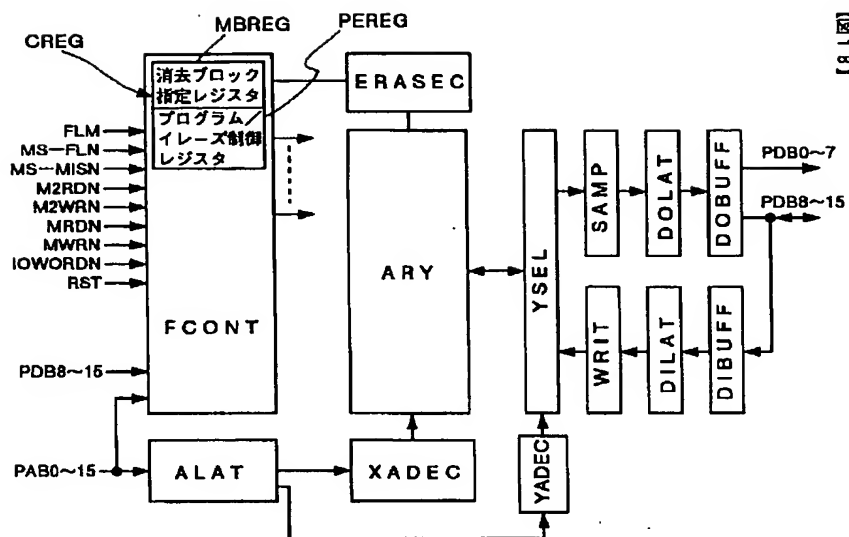 MBREG
PEREG
CREG
消去ブロック
指定レジスタ
プログラム/
イレーズ制御
レジスタ
ERASEC
FLM
MS-FLN
MS-MISN
M2RDN
M2WRN
MRDN
MWRN
IOWORDN
RST
FCONT
ARY
YSEL
SAMP
DOLAT
DOBUFF
PDB0~7
PDB8~15
WRIT
DILAT
DIBUFF
PDB8~15
PAB0~15
ALAT
XADEC
YADEC